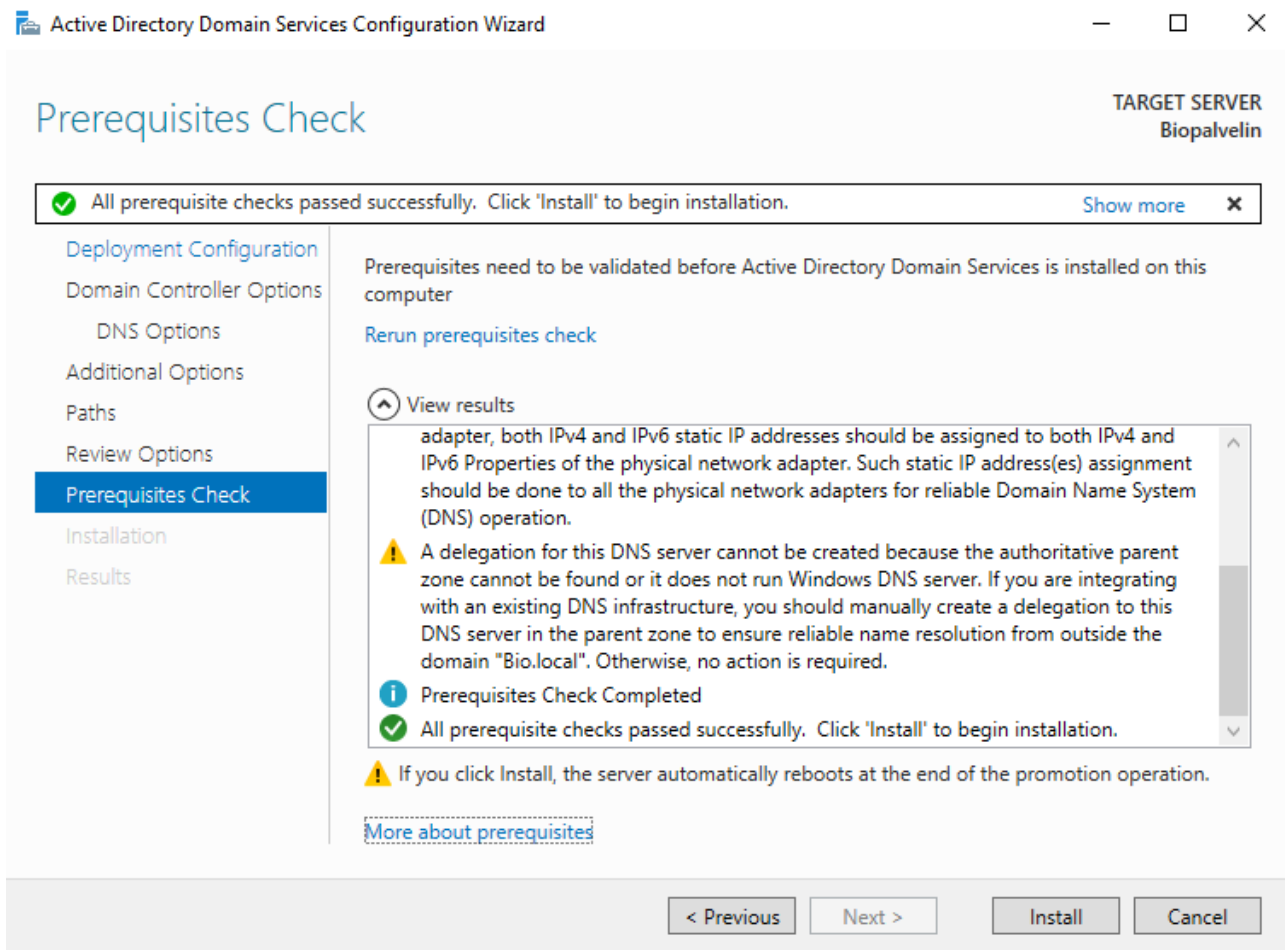 Active Directory Domain Services Configuration Wizard
Prerequisites Check
TARGET SERVER
Biopalvelin
All prerequisite checks passed successfully. Click 'Install' to begin installation.
Show more
Deployment Configuration
Domain Controller Options
DNS Options
Additional Options
Paths
Review Options
Prerequisites Check
Installation
Results
Prerequisites need to be validated before Active Directory Domain Services is installed on this
computer
Rerun prerequisites check
View results
adapter, both IPv4 and IPv6 static IP addresses should be assigned to both IPv4 and
IPv6 Properties of the physical network adapter. Such static IP address(es) assignment
should be done to all the physical network adapters for reliable Domain Name System
(DNS) operation.
A delegation for this DNS server cannot be created because the authoritative parent
zone cannot be found or it does not run Windows DNS server. If you are integrating
with an existing DNS infrastructure, you should manually create a delegation to this
DNS server in the parent zone to ensure reliable name resolution from outside the
domain "Bio.local". Otherwise, no action is required.
Prerequisites Check Completed
All prerequisite checks passed successfully. Click 'Install' to begin installation.
If you click Install, the server automatically reboots at the end of the promotion operation.
More about prerequisites
< Previous
Next >
Install
Cancel